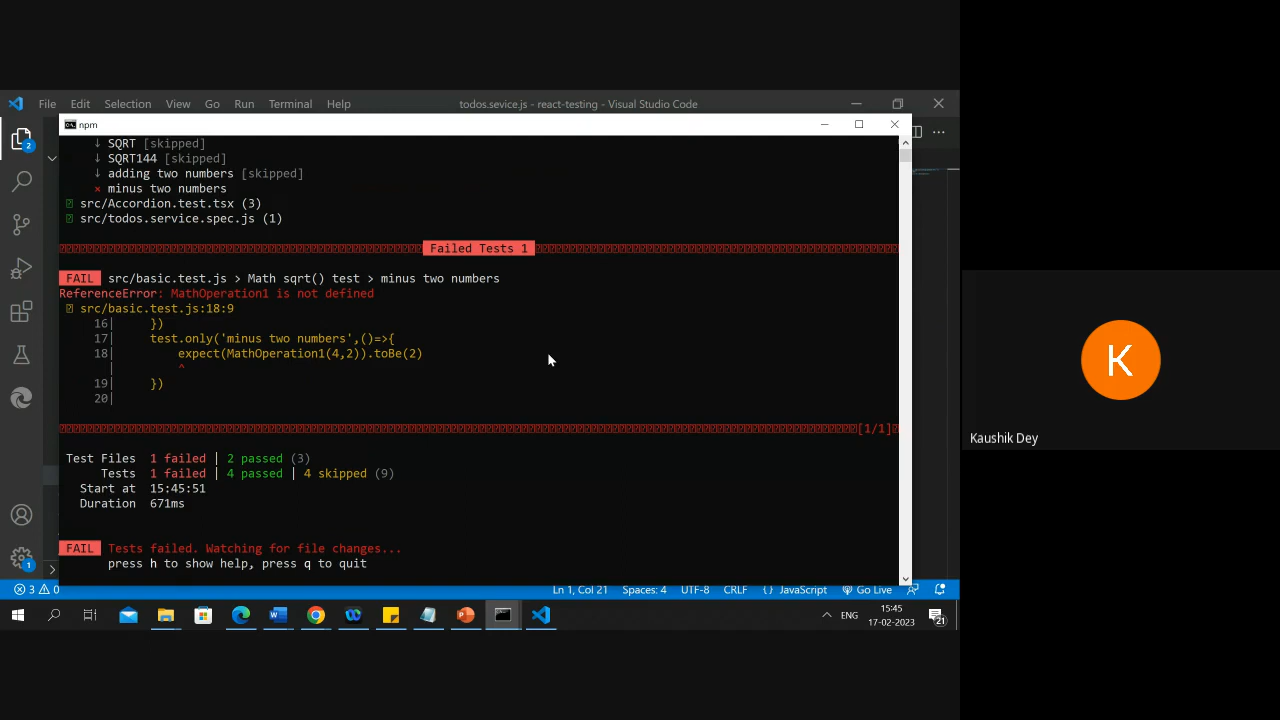 File Edit Selection View Go Run Terminal Help
todos.sevice.js - react-testing - Visual Studio Code
npm
↓ SQRT [skipped]
↓ SQRT144 [skipped]
↓ adding two numbers [skipped]
× minus two numbers
src/Accordion.test.tsx (3)
src/todos.service.spec.js (1)
Failed Tests 1
FAIL src/basic.test.js > Math sqrt() test > minus two numbers
ReferenceError: MathOperation1 is not defined
src/basic.test.js:18:9
16| })
17| test.only('minus two numbers',()=>{
18| expect(MathOperation1(4,2)).toBe(2)
| ^
19| })
20|
[1/1]
Test Files 1 failed | 2 passed (3)
Tests 1 failed | 4 passed | 4 skipped (9)
Start at 15:45:51
Duration 671ms
FAIL Tests failed. Watching for file changes...
press h to show help, press q to quit
2
1
3 0
Ln 1, Col 21 Spaces: 4 UTF-8 CRLF {} JavaScript Go Live
ENG
15:45
17-02-2023
21
K
Kaushik Dey